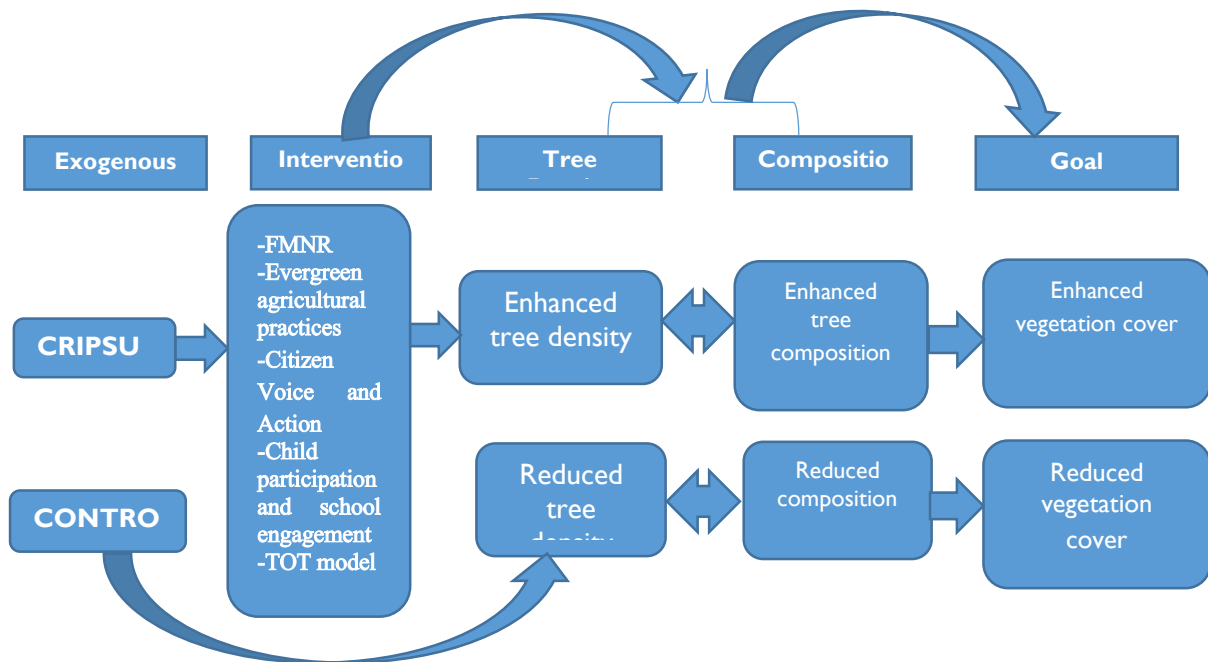 Exogenous
Interventio
Tree
Compositio
Goal
CRIPSU
-FMNR
-Evergreen
agricultural
practices
-Citizen
Voice and
Action
-Child
participation
and school
engagement
-TOT model
Enhanced
tree density
Enhanced
tree
composition
Enhanced
vegetation cover
CONTRO
Reduced
tree
density
Reduced
composition
Reduced
vegetation
cover